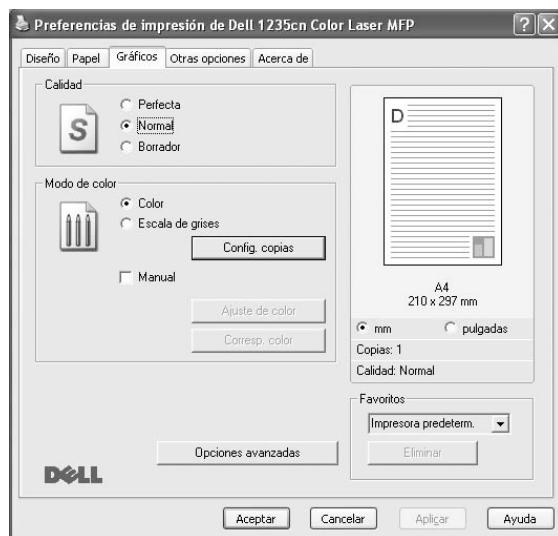 Preferencias de impresión de Dell 1235cn Color Laser MFP
Diseño Papel Gráficos Otras opciones Acerca de
Calidad
S
Perfecta
Normal
Borrador
Modo de color
Color
Escala de grises
Config. copias
Manual
Ajuste de color
Corresp. color
D
A4
210 x 297 mm
mm pulgadas
Copias: 1
Calidad: Normal
Favoritos
Impresora predeterm.
Eliminar
Opciones avanzadas
DELL
Aceptar Cancelar Aplicar Ayuda